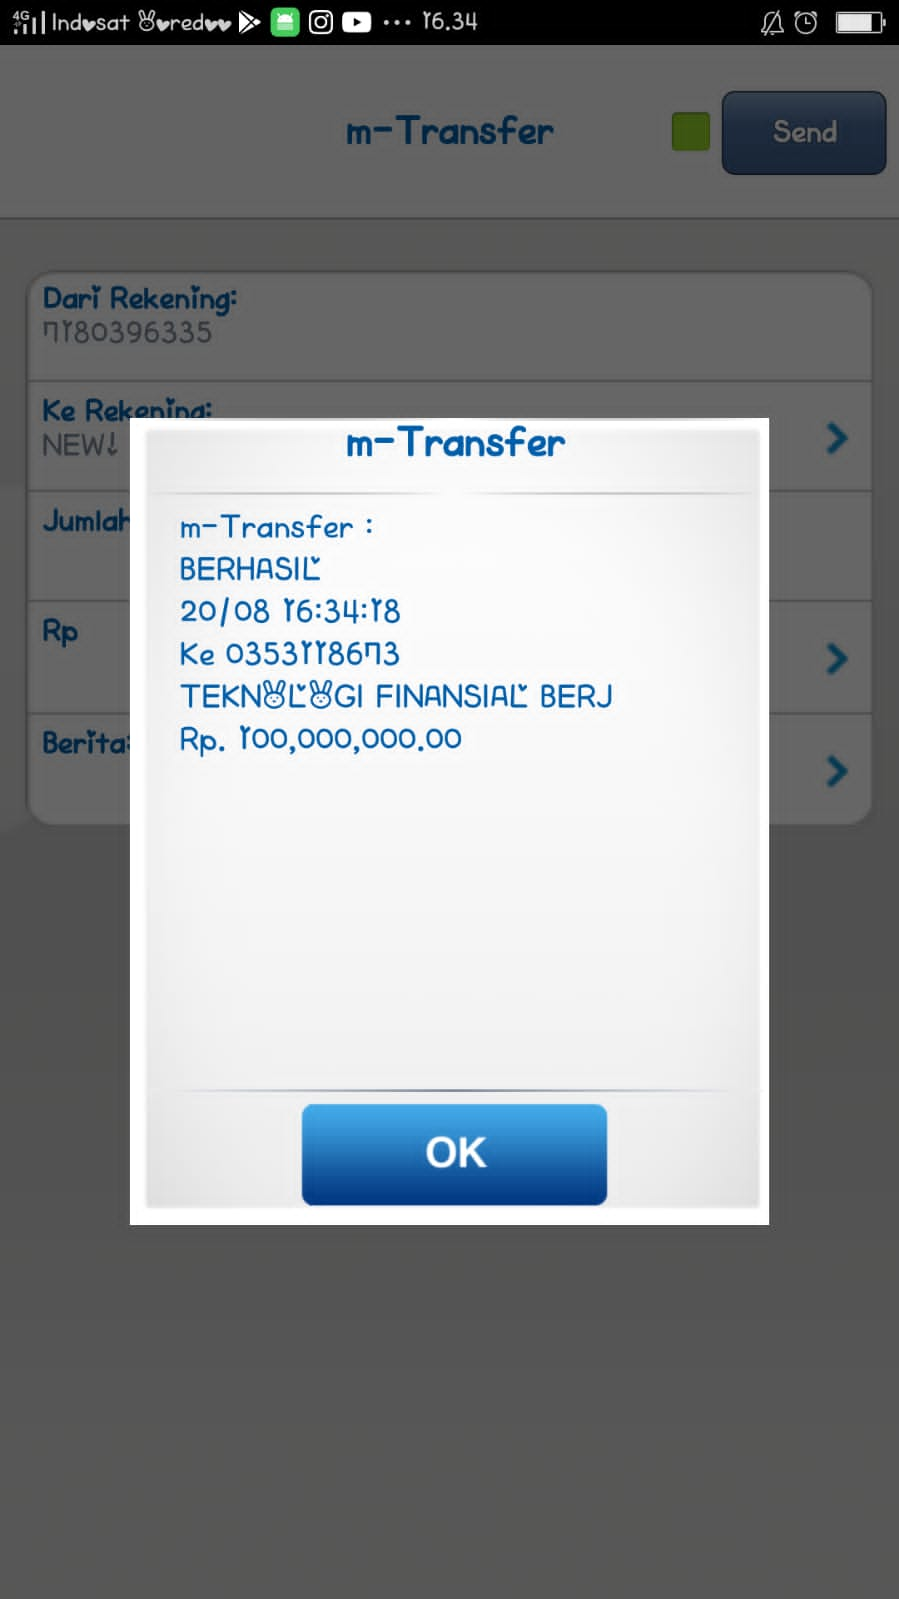 4G Indosat Ooredoo ... 16.34
m-Transfer
Send
Dari Rekening:
7180396335
Ke Rekening:
NEW!
Jumlah
Rp
Berita:
m-Transfer
m-Transfer :
BERHASIL
20/08 16:34:18
Ke 0353118673
TEKNOLOGI FINANSIAL BERJ
Rp. 100,000,000.00
OK